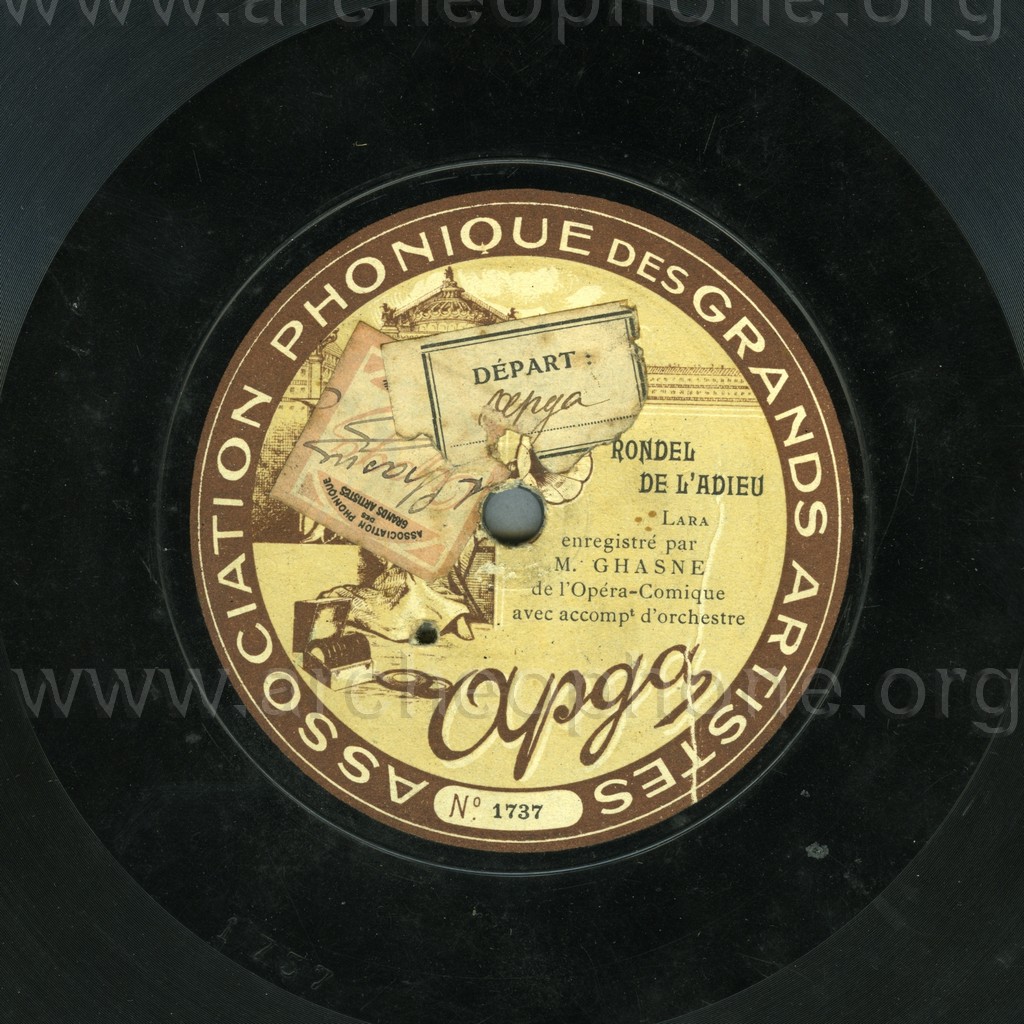 www.archeophone.org
ASSOCIATION PHONIQUE DES GRANDS ARTISTES
DÉPART :
apga
Ghasne
ASSOCIATION PHONIQUE
DES
GRANDS ARTISTES
RONDEL
DE L'ADIEU
LARA
enregistré par
M. GHASNE
de l'Opéra-Comique
avec accompt d'orchestre
www.archeophone.org
apga
No. 1737